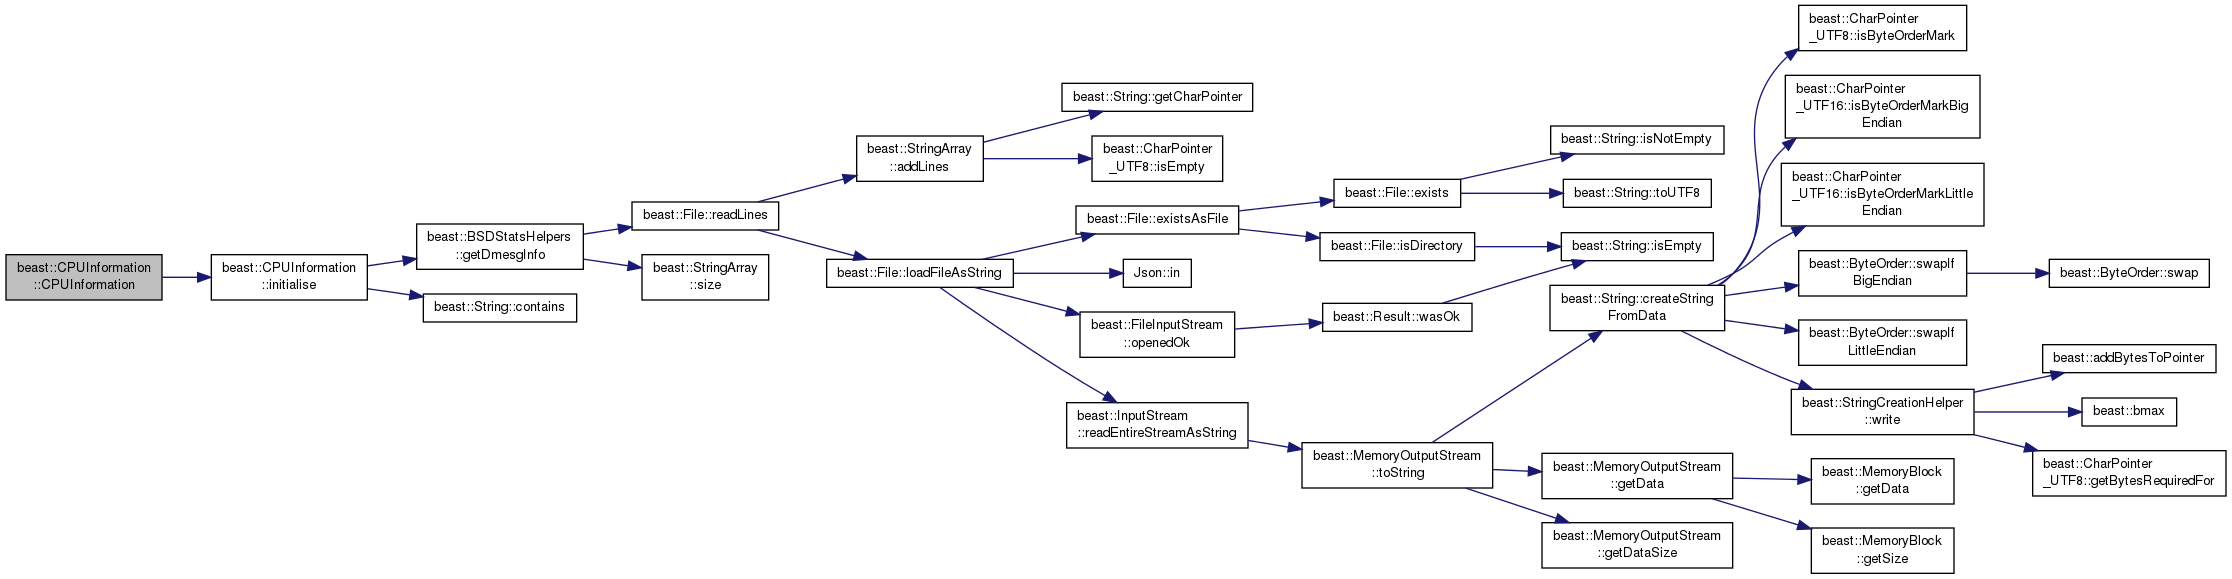 beast::CPUInformation
::CPUInformation
beast::CPUInformation
::initialise
beast::BSDStatsHelpers
::getDmesgInfo
beast::String::contains
beast::File::readLines
beast::StringArray
::size
beast::StringArray
::addLines
beast::File::loadFileAsString
beast::String::getCharPointer
beast::CharPointer
_UTF8::isEmpty
beast::File::existsAsFile
Json::in
beast::FileInputStream
::openedOk
beast::InputStream
::readEntireStreamAsString
beast::File::exists
beast::File::isDirectory
beast::Result::wasOk
beast::MemoryOutputStream
::toString
beast::String::isNotEmpty
beast::String::toUTF8
beast::String::isEmpty
beast::String::createString
FromData
beast::MemoryOutputStream
::getData
beast::MemoryOutputStream
::getDataSize
beast::CharPointer
_UTF8::isByteOrderMark
beast::CharPointer
_UTF16::isByteOrderMarkBig
Endian
beast::CharPointer
_UTF16::isByteOrderMarkLittle
Endian
beast::ByteOrder::swapIf
BigEndian
beast::ByteOrder::swapIf
LittleEndian
beast::StringCreationHelper
::write
beast::MemoryBlock
::getData
beast::MemoryBlock
::getSize
beast::ByteOrder::swap
beast::addBytesToPointer
beast::bmax
beast::CharPointer
_UTF8::getBytesRequiredFor